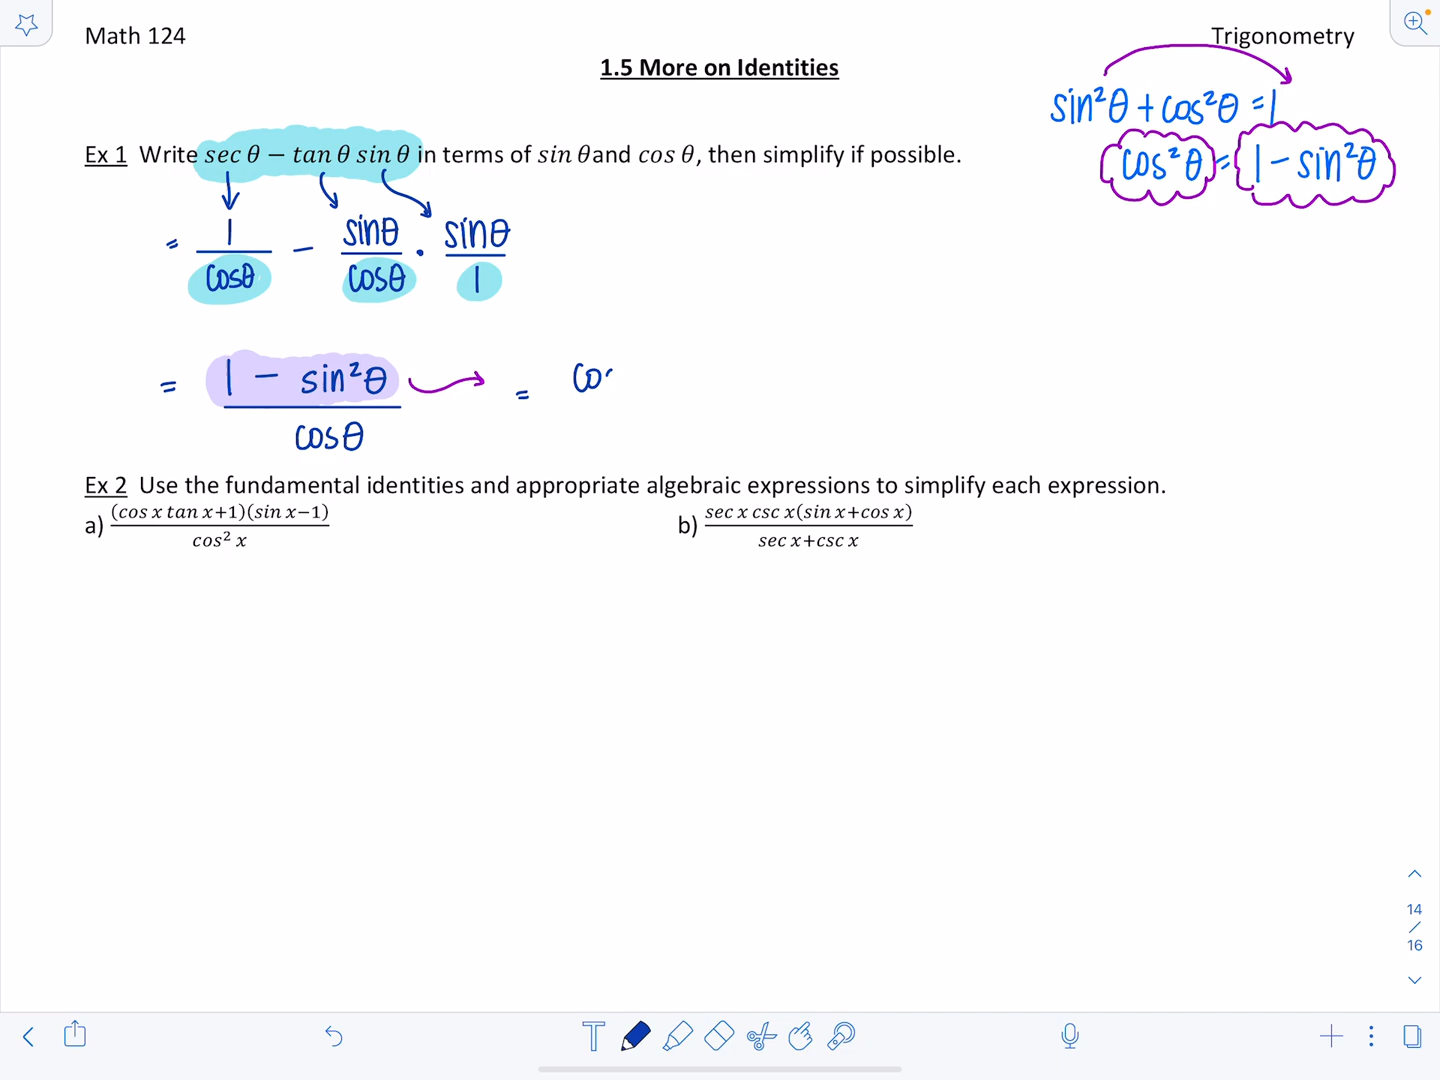 Math 124
Trigonometry
1.5 More on Identities
sin²θ + cos²θ = 1
cos²θ = 1 − sin²θ
Ex 1 Write sec θ − tan θ sin θ in terms of sin θand cos θ, then simplify if possible.
= 1/cosθ − sinθ/cosθ · sinθ/1
= (1 − sin²θ)/cosθ = co
Ex 2 Use the fundamental identities and appropriate algebraic expressions to simplify each expression.
a) (cos x tan x+1)(sin x−1)/cos² x
b) sec x csc x(sin x+cos x)/(sec x+csc x)
14
/
16
T